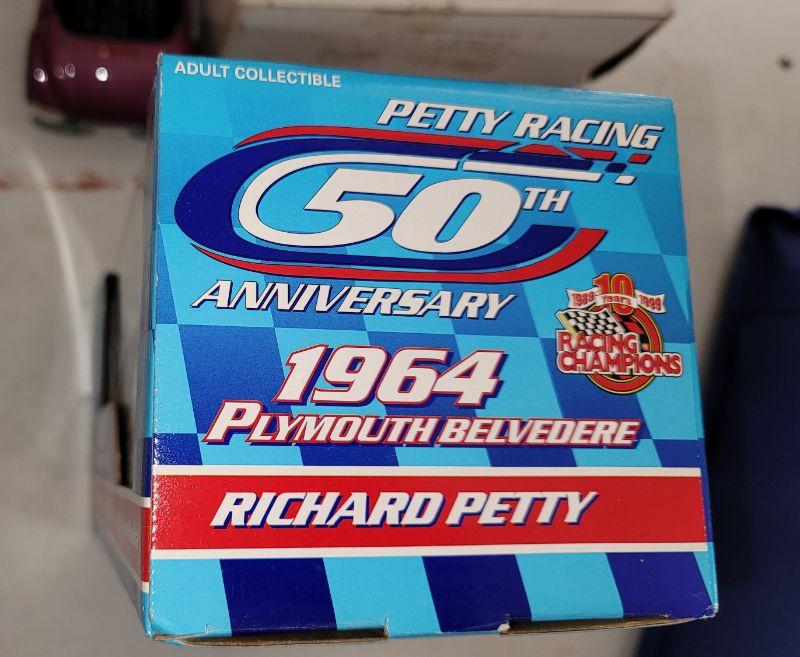 ADULT COLLECTIBLE
PETTY RACING
50TH
ANNIVERSARY
10
1989 Years 1999
RACING
CHAMPIONS
1964
PLYMOUTH BELVEDERE
RICHARD PETTY